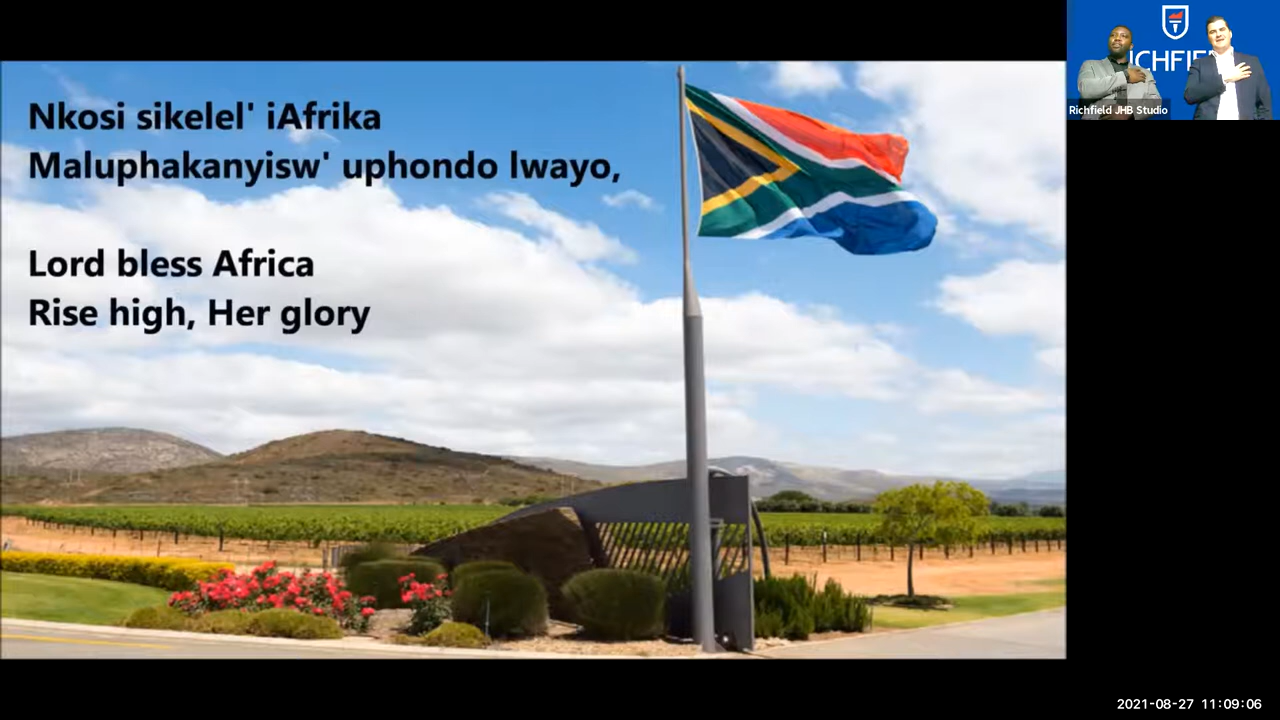 Nkosi sikelel' iAfrika
Maluphakanyisw' uphondo lwayo,
Lord bless Africa
Rise high, Her glory
ICHFIEL
Richfield JHB Studio
2021-08-27 11:09:06